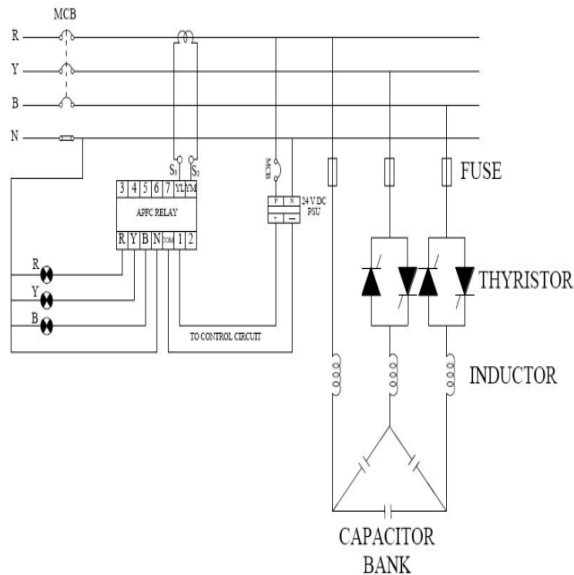 MCB
R
Y
B
N
S1 S2
MCB
3 4 5 6 7 YL YM
APFC RELAY
R Y B N COM 1 2
P N
+ −
24 V DC
PSU
FUSE
R
Y
B
TO CONTROL CIRCUIT
THYRISTOR
INDUCTOR
CAPACITOR
BANK